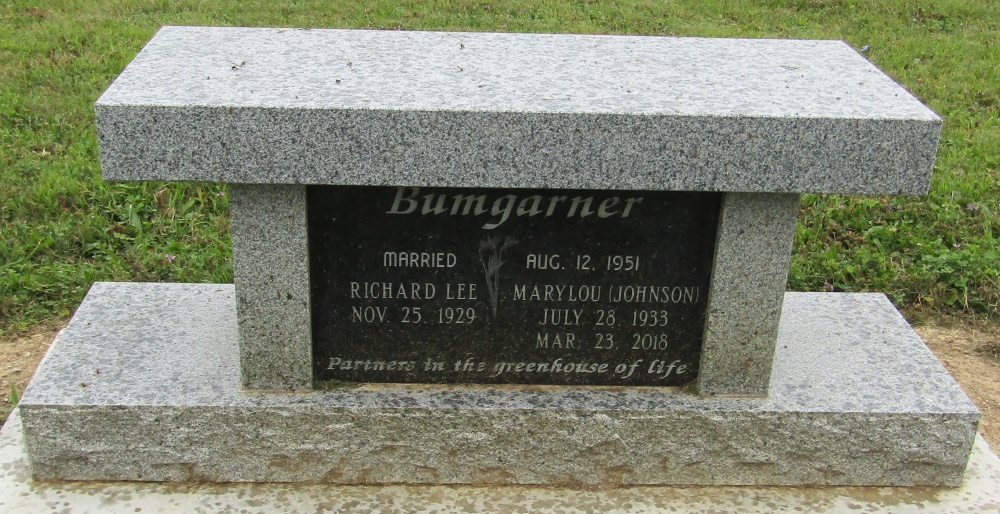 Bumgarner
MARRIED AUG. 12, 1951
RICHARD LEE MARYLOU (JOHNSON)
NOV. 25, 1929 JULY 28, 1933
MAR. 23, 2018
Partners in the greenhouse of life